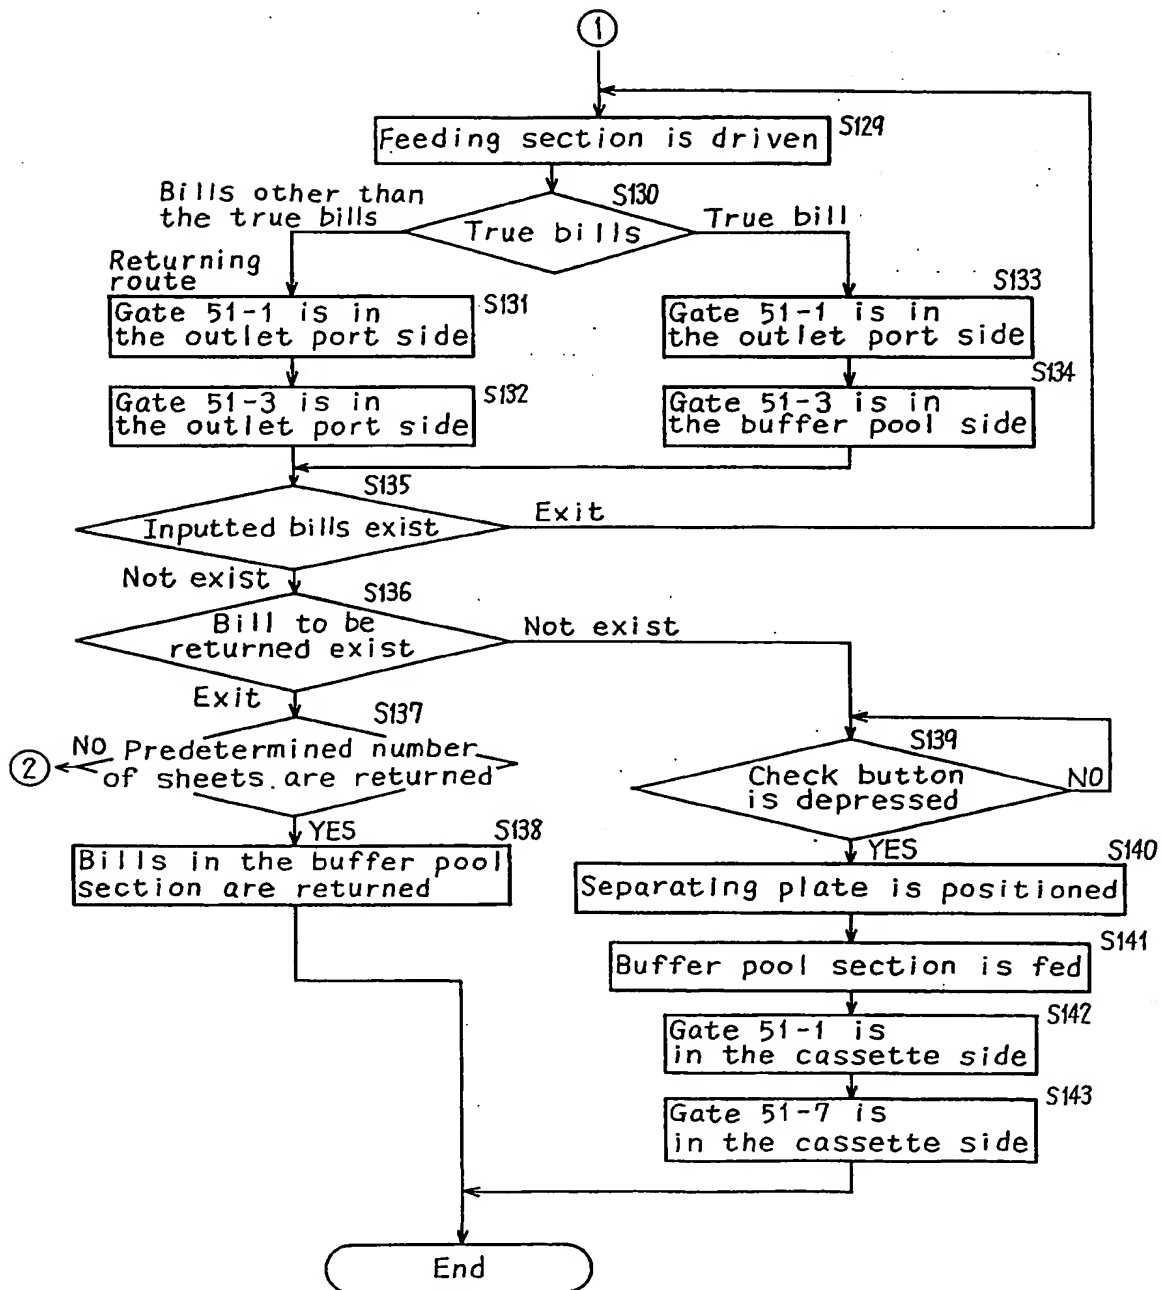 1
Feeding section is driven
S129
Bills other than
the true bills
S130
True bills
True bill
Returning
route
Gate 51-1 is in
the outlet port side
S131
S133
Gate 51-1 is in
the outlet port side
Gate 51-3 is in
the outlet port side
S132
S134
Gate 51-3 is in
the buffer pool side
S135
Inputted bills exist
Exit
Not exist
S136
Bill to be
returned exist
Not exist
Exit
S137
2
NO
Predetermined number
of sheets are returned
S139
Check button
is depressed
NO
YES
S138
Bills in the buffer pool
section are returned
YES
S140
Separating plate is positioned
S141
Buffer pool section is fed
S142
Gate 51-1 is
in the cassette side
S143
Gate 51-7 is
in the cassette side
End